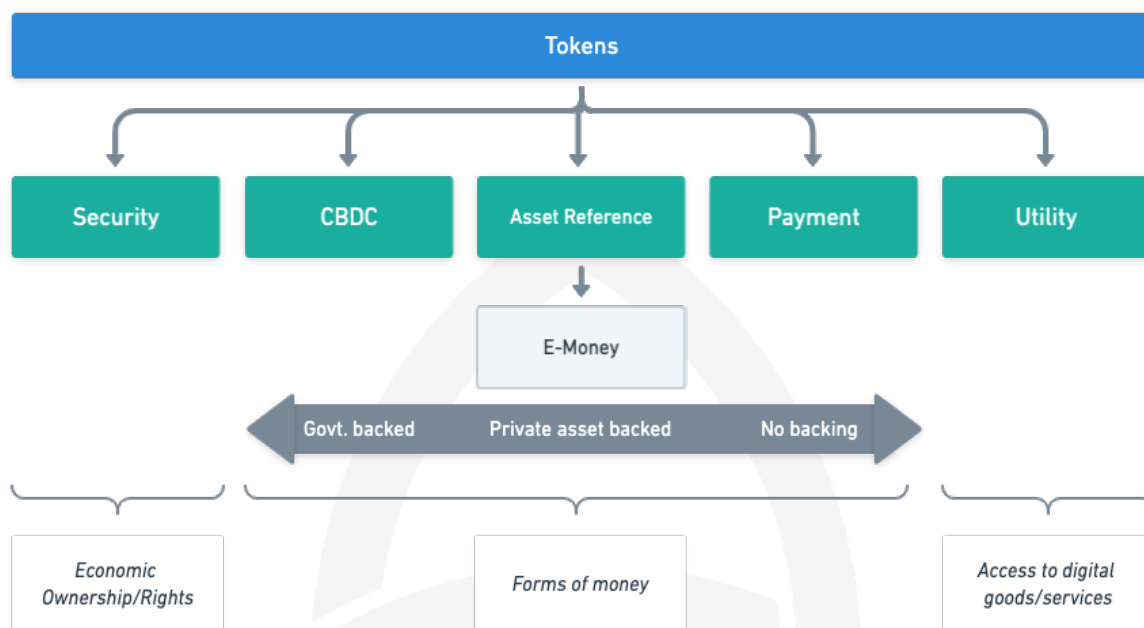 Tokens
Security
CBDC
Asset Reference
Payment
Utility
E-Money
Govt. backed
Private asset backed
No backing
Economic
Ownership/Rights
Forms of money
Access to digital
goods/services